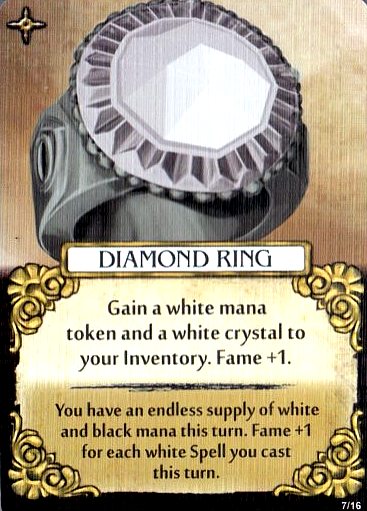 DIAMOND RING
Gain a white mana
token and a white crystal to
your Inventory. Fame +1.
You have an endless supply of white
and black mana this turn. Fame +1
for each white Spell you cast
this turn.
7/16